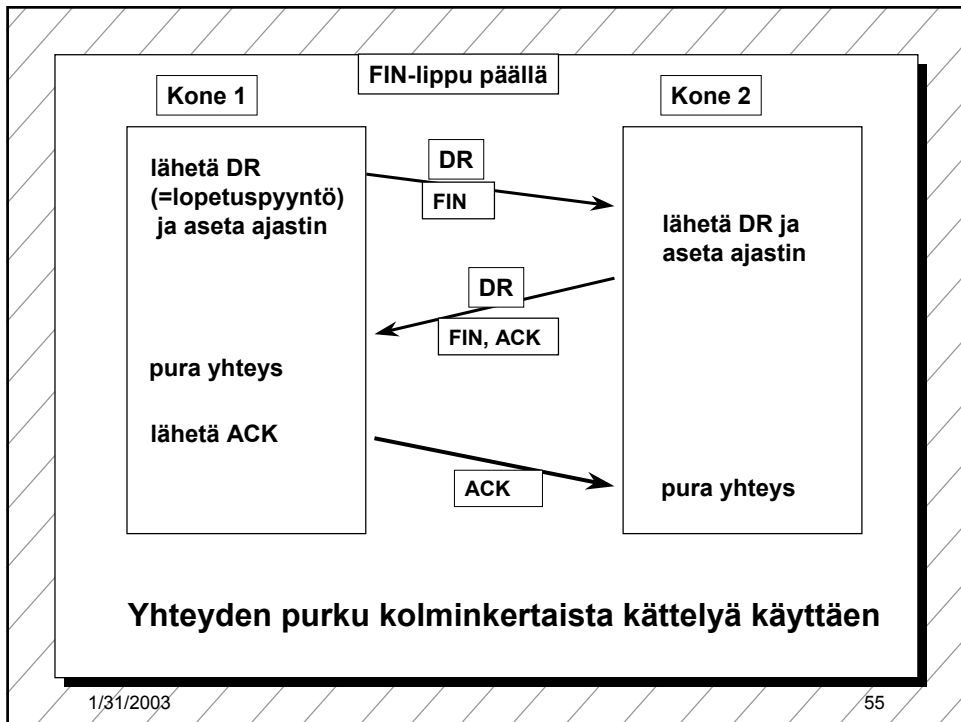 FIN-lippu päällä
Kone 1
Kone 2
lähetä DR
(=lopetuspyyntö)
ja aseta ajastin
DR
FIN
lähetä DR ja
aseta ajastin
DR
FIN, ACK
pura yhteys
lähetä ACK
ACK
pura yhteys
Yhteyden purku kolminkertaista kättelyä käyttäen
1/31/2003
55